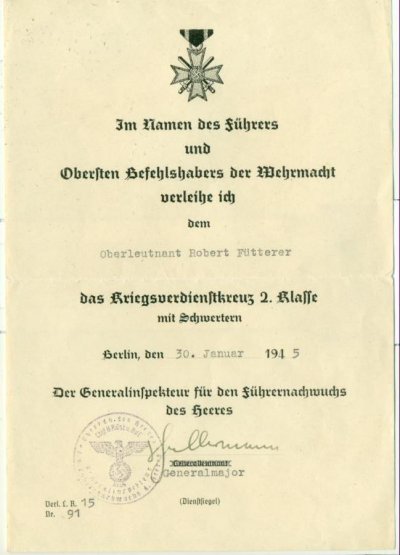 Im Namen des Führers
und
Obersten Befehlshabers der Wehrmacht
verleihe ich
dem
Oberleutnant Robert Fütterer
das Kriegsverdienstkreuz 2. Klasse
mit Schwertern
Berlin, den 30. Januar 1945
Der Generalinspekteur für den Führernachwuchs
des Heeres
Generalmajor
(Dienstsiegel)
Verl. L. R. 15
Nr. 91